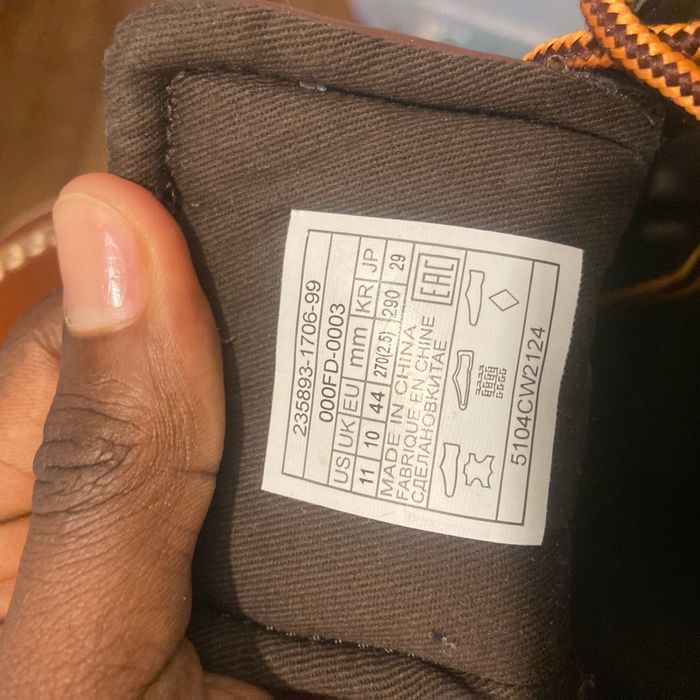 235893-1706-99
000FD-0003
US UK EU mm KR JP
11 10 44 270(2.5) 290 29
MADE IN CHINA
FABRIQUE EN CHINE
СДЕЛАНОВКИТАЕ
EAC
5104CW2124